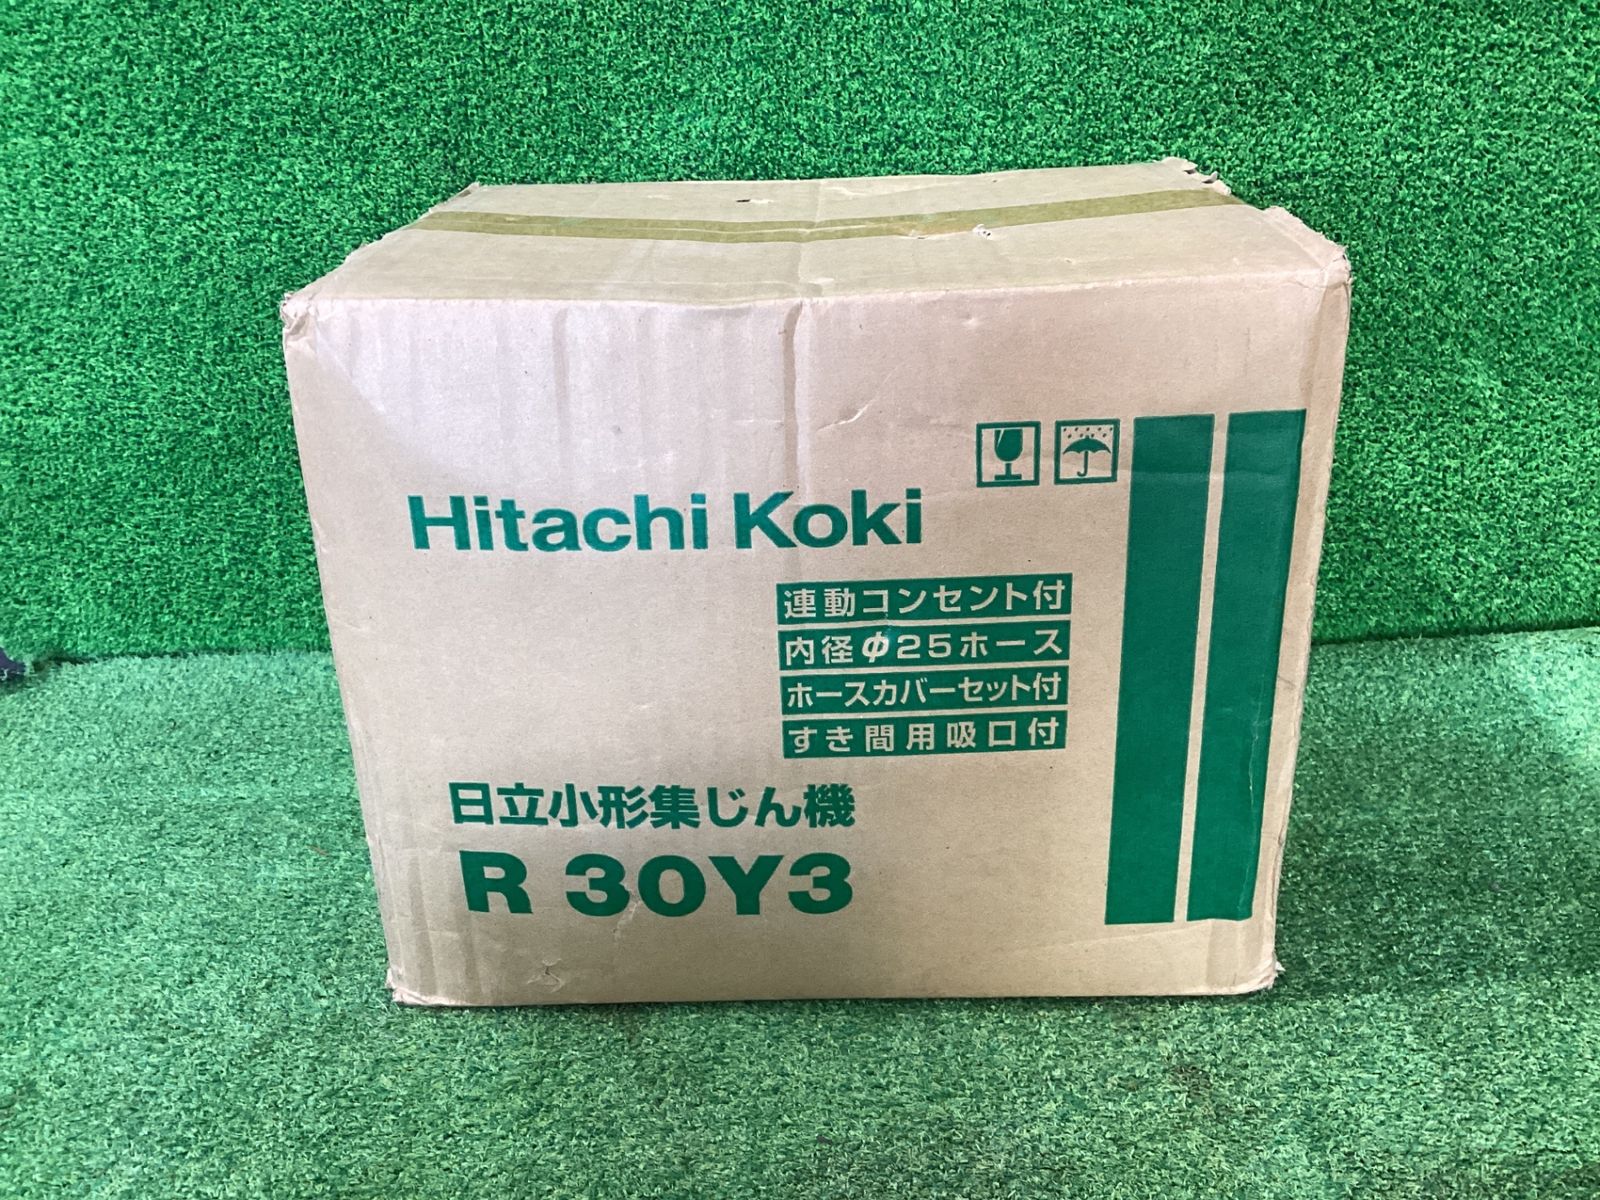 Hitachi Koki
連動コンセント付
内径φ25ホース
ホースカバーセット付
すき間用吸口付
日立小形集じん機
R 30Y3